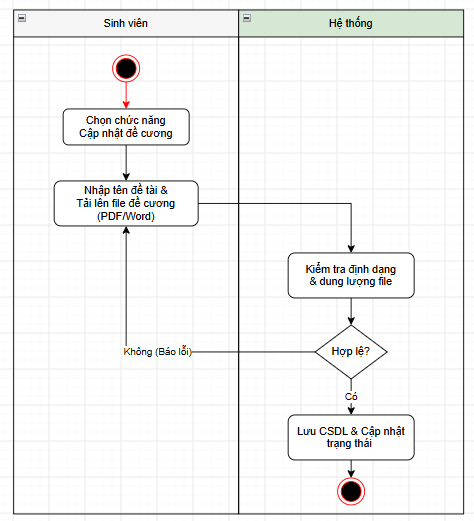 Sinh viên
Hệ thống
Chọn chức năng
Cập nhật đề cương
Nhập tên đề tài &
Tải lên file đề cương
(PDF/Word)
Kiểm tra định dạng
& dung lượng file
Hợp lệ?
Không (Báo lỗi)
Có
Lưu CSDL & Cập nhật
trạng thái